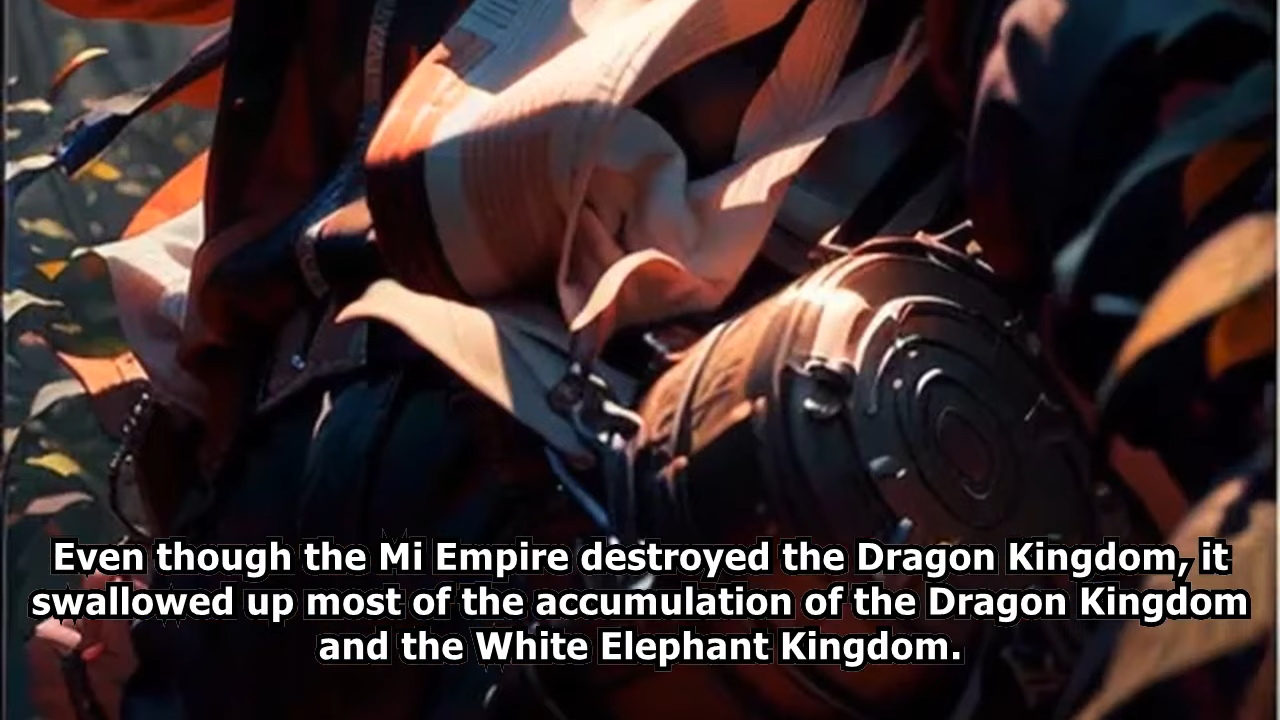 Even though the Mi Empire destroyed the Dragon Kingdom, it
swallowed up most of the accumulation of the Dragon Kingdom
and the White Elephant Kingdom.